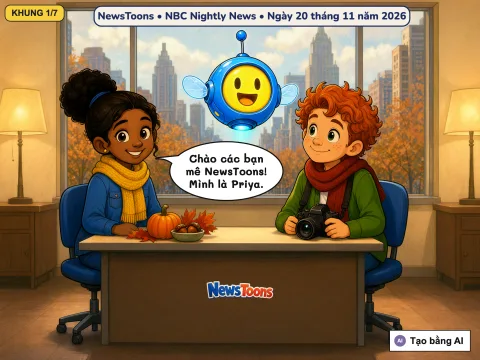 KHUNG 1/7
NewsToons • NBC Nightly News • Ngày 20 tháng 11 năm 2026
Chào các bạn
mê NewsToons!
Mình là Priya.
NewsToons
AI Tạo bằng AI